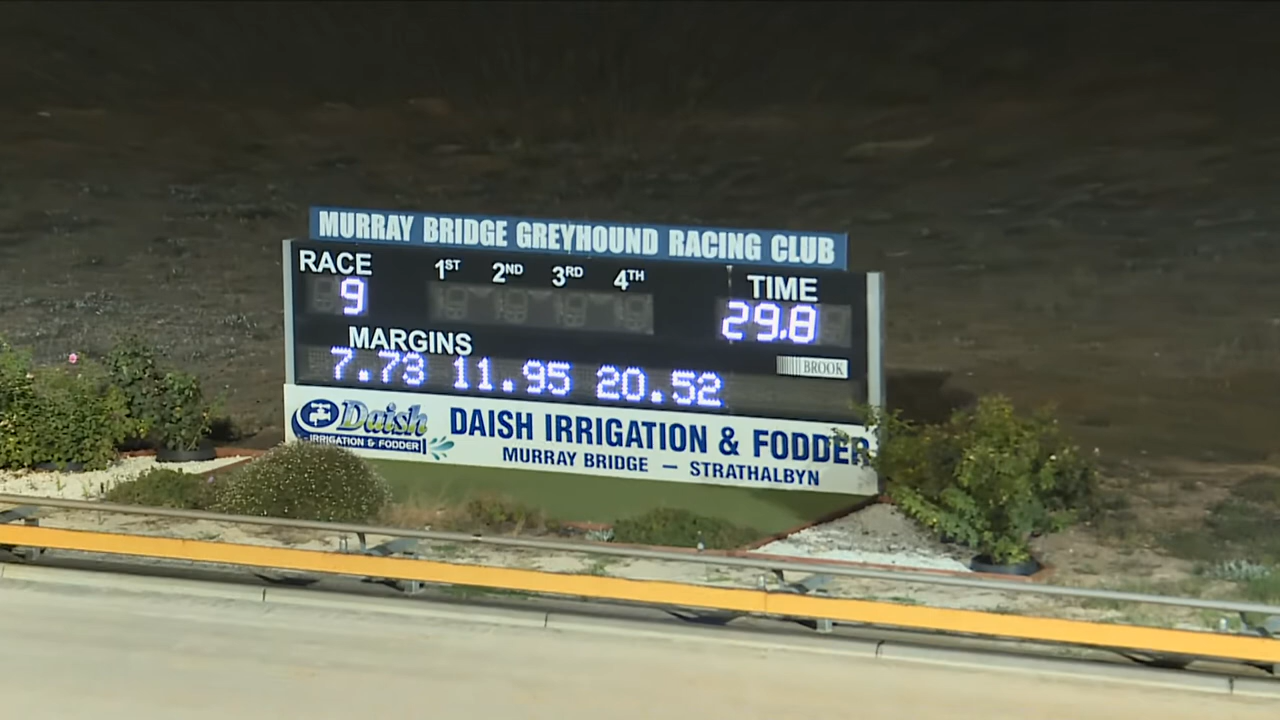 MURRAY BRIDGE GREYHOUND RACING CLUB
RACE 1ST 2ND 3RD 4TH TIME
9 29.8
MARGINS
7.73 11.95 20.52
BROOK
Daish
IRRIGATION & FODDER
DAISH IRRIGATION & FODDER
MURRAY BRIDGE — STRATHALBYN